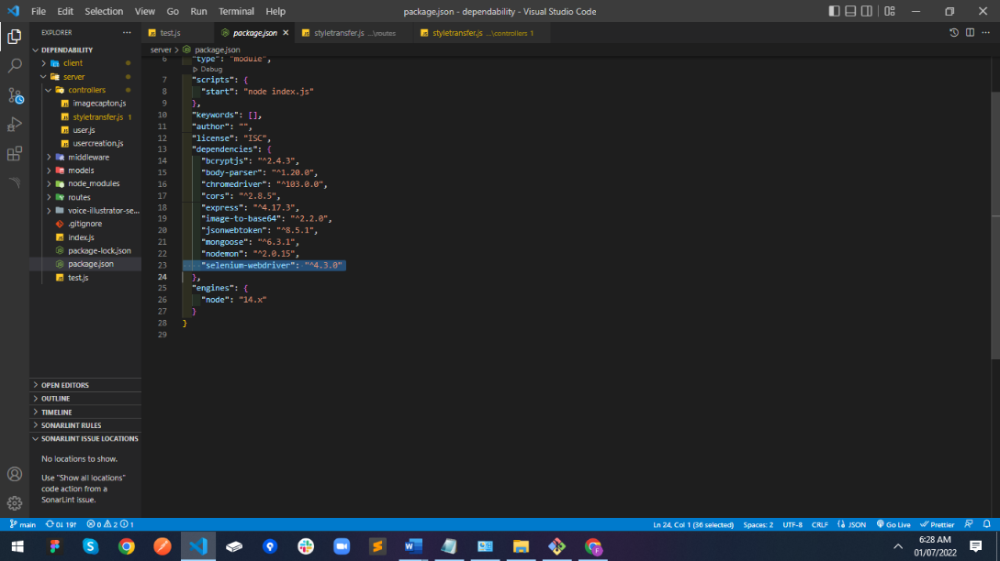 File Edit Selection View Go Run Terminal Help
package.json - dependability - Visual Studio Code
EXPLORER
DEPENDABILITY
client
server
controllers
imagecapton.js
styletransfer.js 1
user.js
usercreation.js
middleware
models
node_modules
routes
voice-illustrator-se...
.gitignore
index.js
package-lock.json
package.json
test.js
OPEN EDITORS
OUTLINE
TIMELINE
SONARLINT RULES
SONARLINT ISSUE LOCATIONS
No locations to show.
Use "Show all locations"
code action from a
SonarLint issue.
test.js
package.json
styletransfer.js ...\routes
styletransfer.js ...\controllers 1
server > package.json
6 "type": "module",
Debug
7 "scripts": {
8 "start": "node index.js"
9 },
10 "keywords": [],
11 "author": "",
12 "license": "ISC",
13 "dependencies": {
14 "bcryptjs": "^2.4.3",
15 "body-parser": "^1.20.0",
16 "chromedriver": "^103.0.0",
17 "cors": "^2.8.5",
18 "express": "^4.17.3",
19 "image-to-base64": "^2.2.0",
20 "jsonwebtoken": "^8.5.1",
21 "mongoose": "^6.3.1",
22 "nodemon": "^2.0.15",
23 "selenium-webdriver": "^4.3.0"
24 },
25 "engines": {
26 "node": "14.x"
27 }
28 }
29
main 0↓ 19↑ 0 2 1
Ln 24, Col 1 (36 selected) Spaces: 2 UTF-8 CRLF JSON Go Live Prettier
6:28 AM
01/07/2022